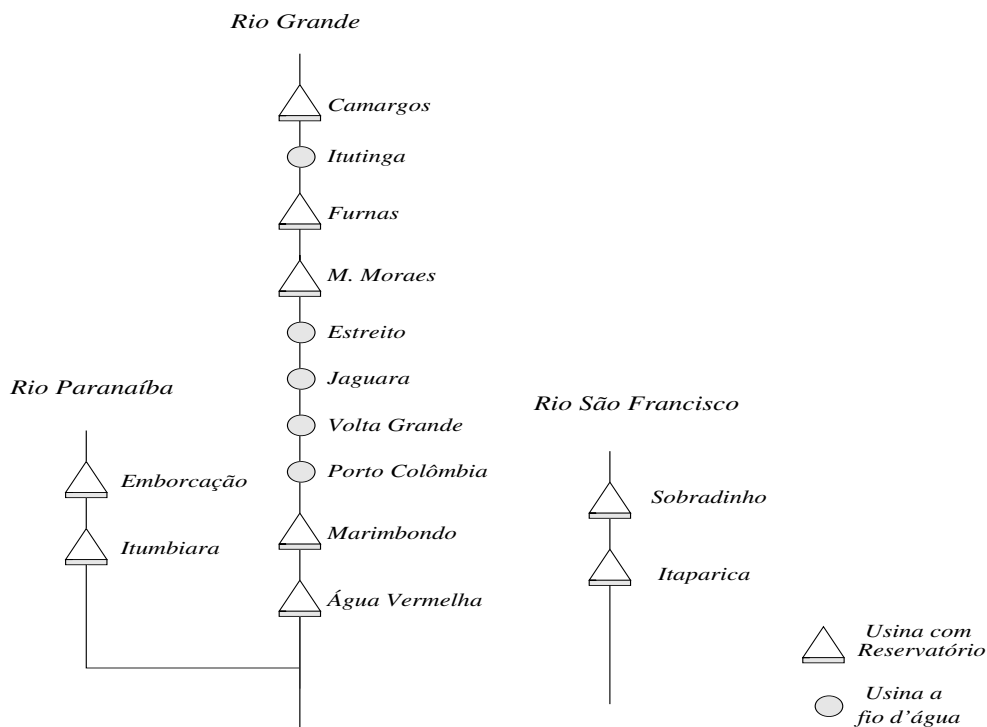 Rio Grande
Camargos
Itutinga
Furnas
M. Moraes
Estreito
Jaguara
Volta Grande
Porto Colômbia
Marimbondo
Água Vermelha
Rio Paranaíba
Emborcação
Itumbiara
Rio São Francisco
Sobradinho
Itaparica
Usina com
Reservatório
Usina a
fio d'água